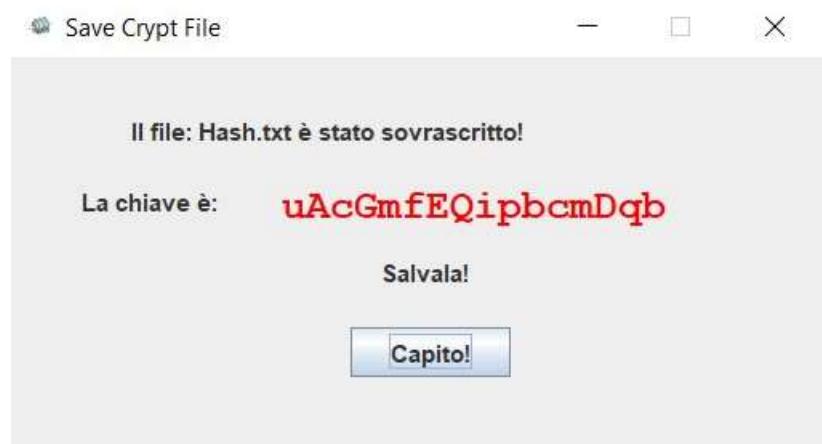 Save Crypt File
Il file: Hash.txt è stato sovrascritto!
La chiave è: uAcGmfEQipbcmDqb
Salvala!
Capito!